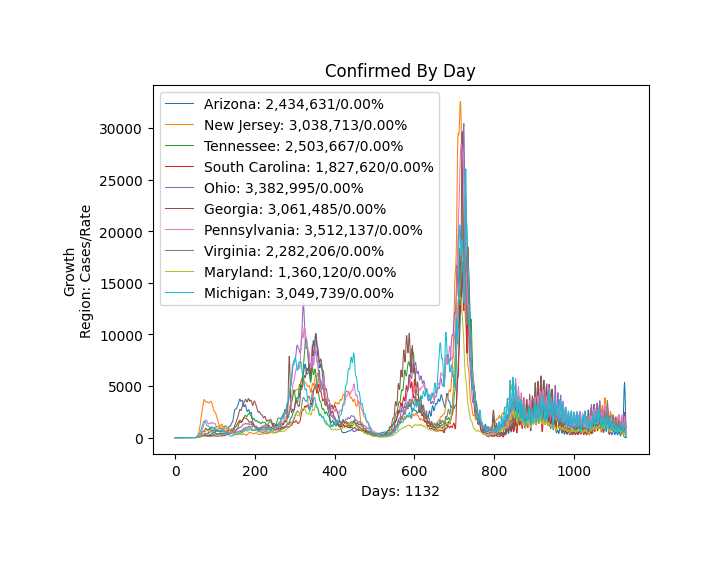 Confirmed By Day
Arizona: 2,434,631/0.00%
New Jersey: 3,038,713/0.00%
Tennessee: 2,503,667/0.00%
South Carolina: 1,827,620/0.00%
Ohio: 3,382,995/0.00%
Georgia: 3,061,485/0.00%
Pennsylvania: 3,512,137/0.00%
Virginia: 2,282,206/0.00%
Maryland: 1,360,120/0.00%
Michigan: 3,049,739/0.00%
30000
25000
20000
15000
10000
5000
0
Growth
Region: Cases/Rate
0 200 400 600 800 1000
Days: 1132